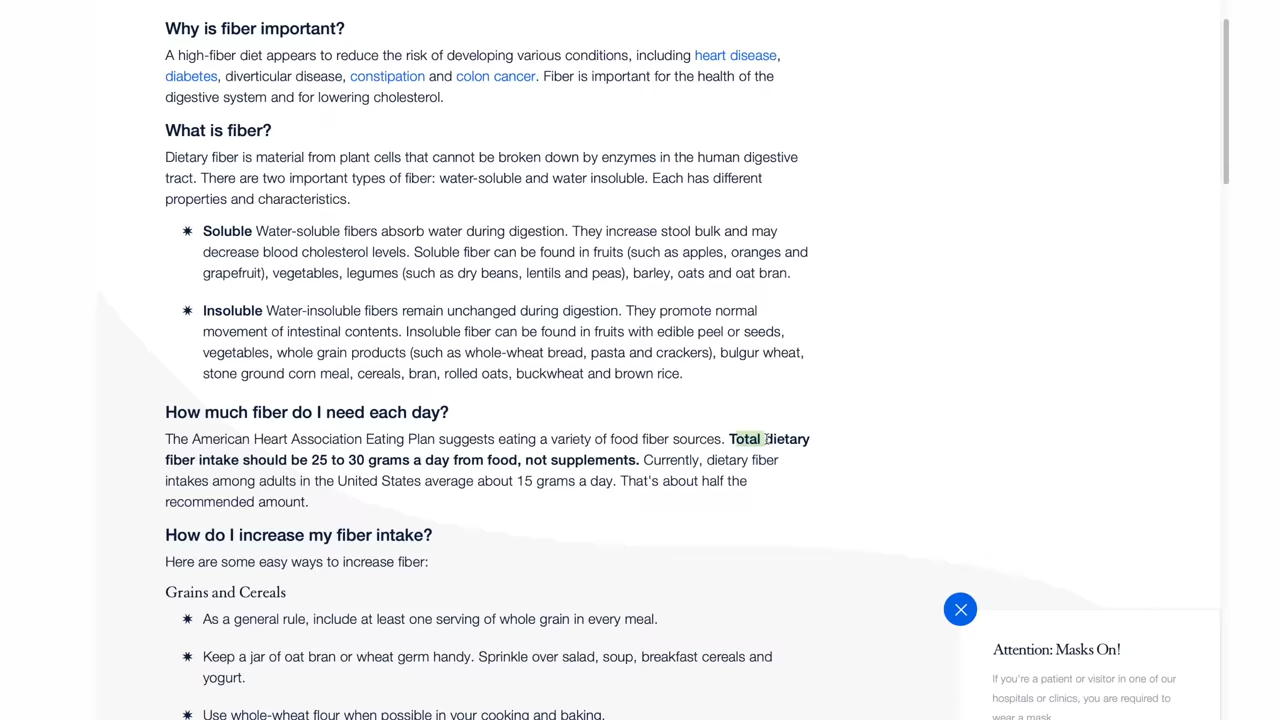 Why is fiber important?
A high-fiber diet appears to reduce the risk of developing various conditions, including heart disease,
diabetes, diverticular disease, constipation and colon cancer. Fiber is important for the health of the
digestive system and for lowering cholesterol.
What is fiber?
Dietary fiber is material from plant cells that cannot be broken down by enzymes in the human digestive
tract. There are two important types of fiber: water-soluble and water insoluble. Each has different
properties and characteristics.
Soluble Water-soluble fibers absorb water during digestion. They increase stool bulk and may
decrease blood cholesterol levels. Soluble fiber can be found in fruits (such as apples, oranges and
grapefruit), vegetables, legumes (such as dry beans, lentils and peas), barley, oats and oat bran.
Insoluble Water-insoluble fibers remain unchanged during digestion. They promote normal
movement of intestinal contents. Insoluble fiber can be found in fruits with edible peel or seeds,
vegetables, whole grain products (such as whole-wheat bread, pasta and crackers), bulgur wheat,
stone ground corn meal, cereals, bran, rolled oats, buckwheat and brown rice.
How much fiber do I need each day?
The American Heart Association Eating Plan suggests eating a variety of food fiber sources. Total dietary
fiber intake should be 25 to 30 grams a day from food, not supplements. Currently, dietary fiber
intakes among adults in the United States average about 15 grams a day. That's about half the
recommended amount.
How do I increase my fiber intake?
Here are some easy ways to increase fiber:
Grains and Cereals
As a general rule, include at least one serving of whole grain in every meal.
Keep a jar of oat bran or wheat germ handy. Sprinkle over salad, soup, breakfast cereals and
yogurt.
Use whole-wheat flour when possible in your cooking and baking.
Attention: Masks On!
If you're a patient or visitor in one of our
hospitals or clinics, you are required to
wear a mask